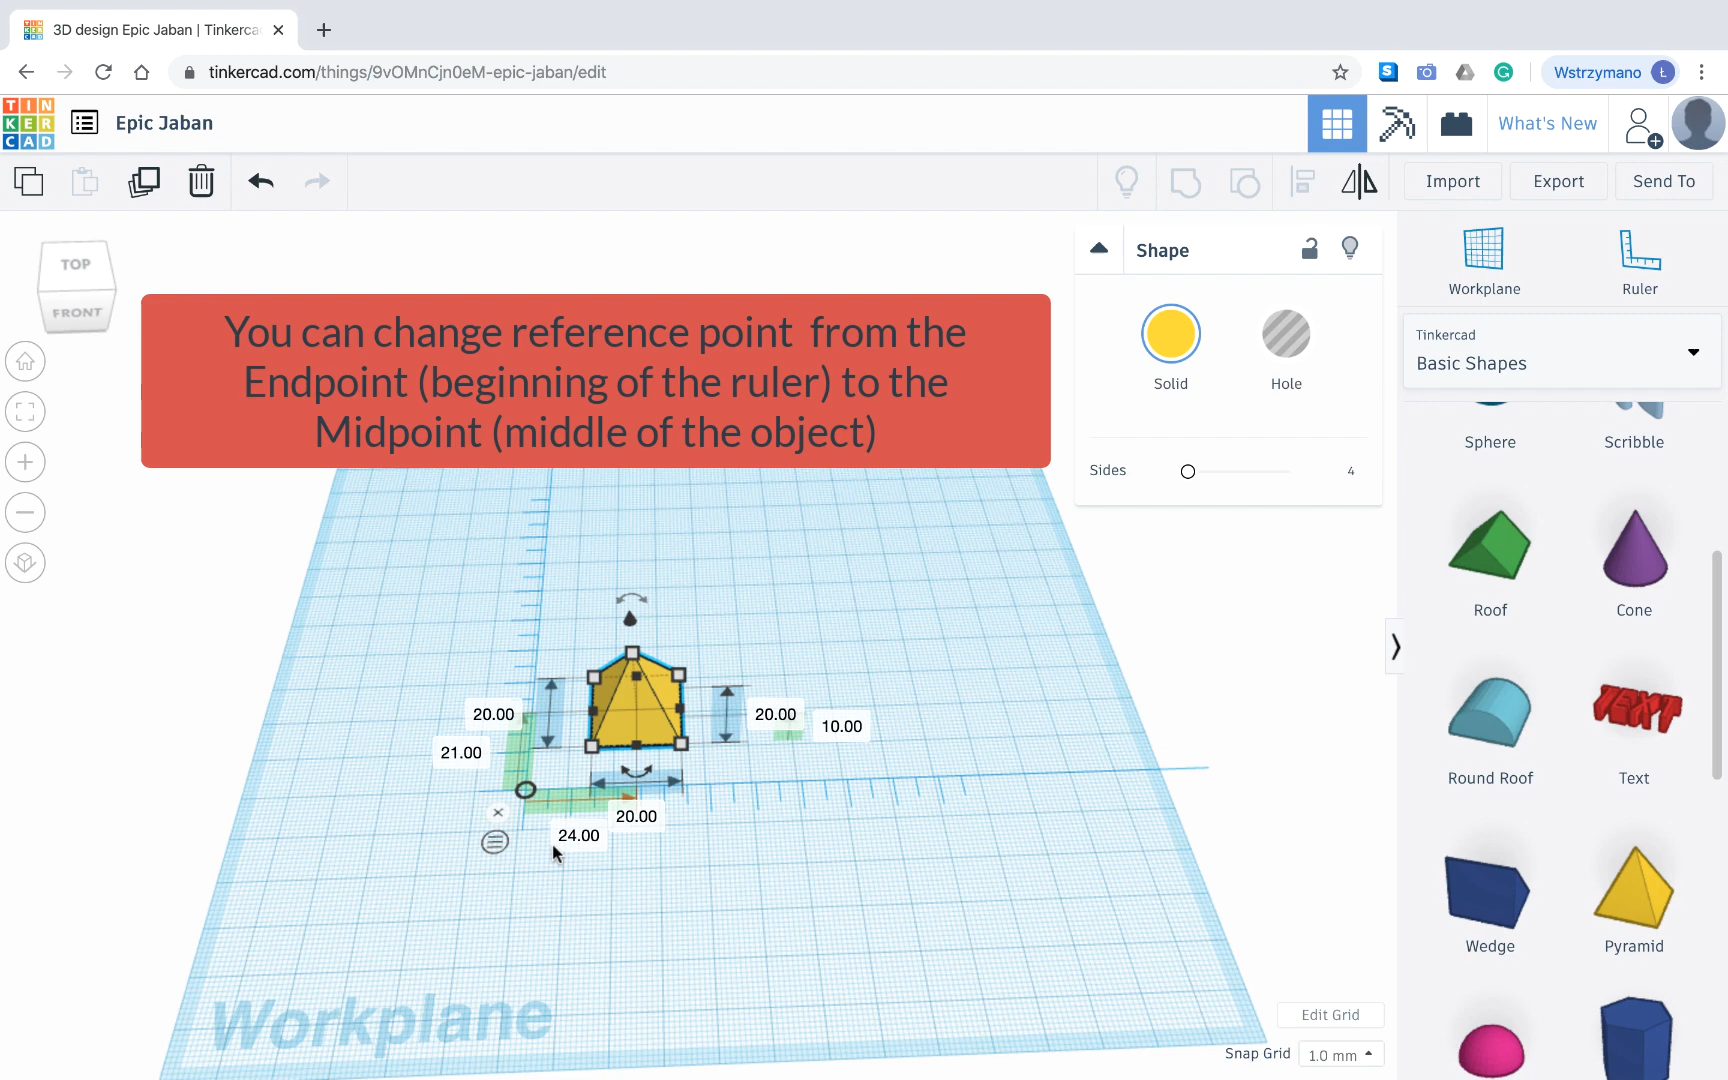 3D design Epic Jaban | Tinkerca
tinkercad.com/things/9vOMnCjn0eM-epic-jaban/edit
Wstrzymano
Ł
TIN
KER
CAD
Epic Jaban
What's New
Import
Export
Send To
TOP
FRONT
You can change reference point from the
Endpoint (beginning of the ruler) to the
Midpoint (middle of the object)
Shape
Solid
Hole
Sides
4
Workplane
Ruler
Tinkercad
Basic Shapes
Sphere
Scribble
Roof
Cone
Round Roof
TEXT
Text
Wedge
Pyramid
20.00
21.00
20.00
10.00
20.00
24.00
Workplane
Edit Grid
Snap Grid
1.0 mm